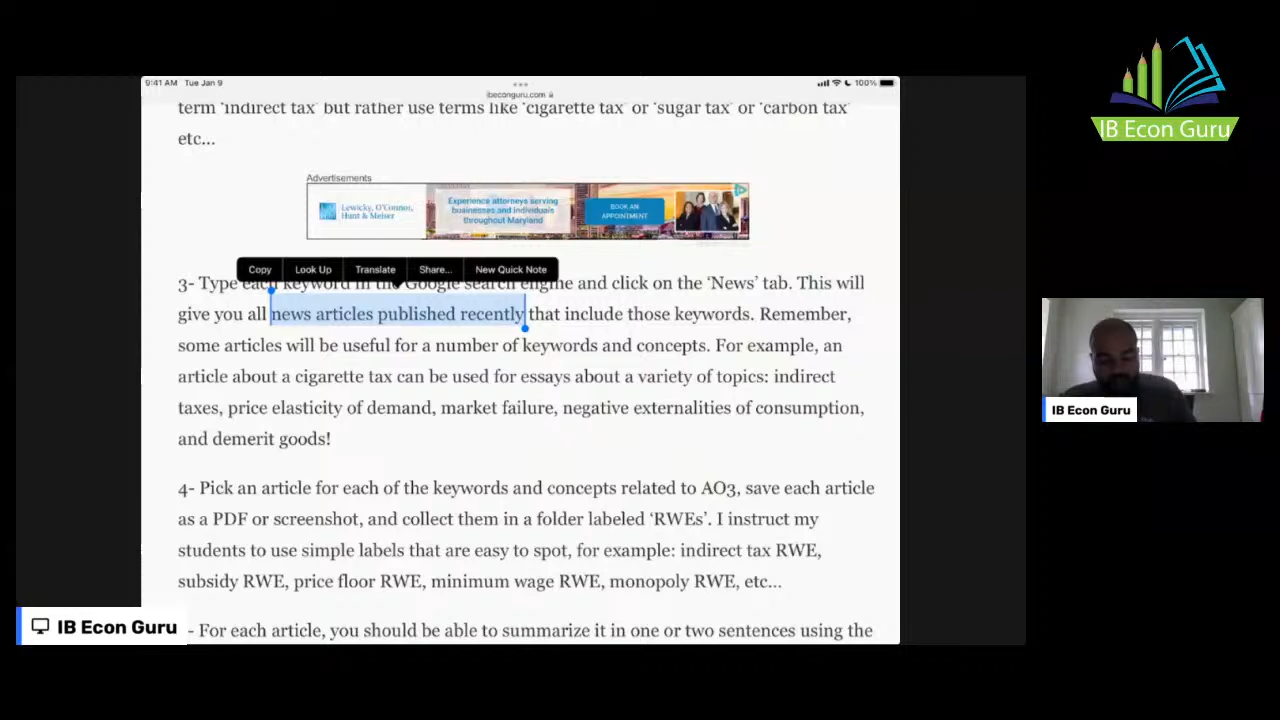 9:41 AM Tue Jan 9
100%
ibeconguru.com
term 'indirect tax' but rather use terms like 'cigarette tax' or 'sugar tax' or 'carbon tax'
etc...
Advertisements
Lewicky, O'Connor,
Hunt & Meiser
Experience attorneys serving
businesses and individuals
throughout Maryland
BOOK AN
APPOINTMENT
Copy Look Up Translate Share... New Quick Note
3- Type each keyword in the Google search engine and click on the 'News' tab. This will
give you all news articles published recently that include those keywords. Remember,
some articles will be useful for a number of keywords and concepts. For example, an
article about a cigarette tax can be used for essays about a variety of topics: indirect
taxes, price elasticity of demand, market failure, negative externalities of consumption,
and demerit goods!
4- Pick an article for each of the keywords and concepts related to AO3, save each article
as a PDF or screenshot, and collect them in a folder labeled 'RWEs'. I instruct my
students to use simple labels that are easy to spot, for example: indirect tax RWE,
subsidy RWE, price floor RWE, minimum wage RWE, monopoly RWE, etc...
- For each article, you should be able to summarize it in one or two sentences using the
IB Econ Guru
IB Econ Guru
IB Econ Guru